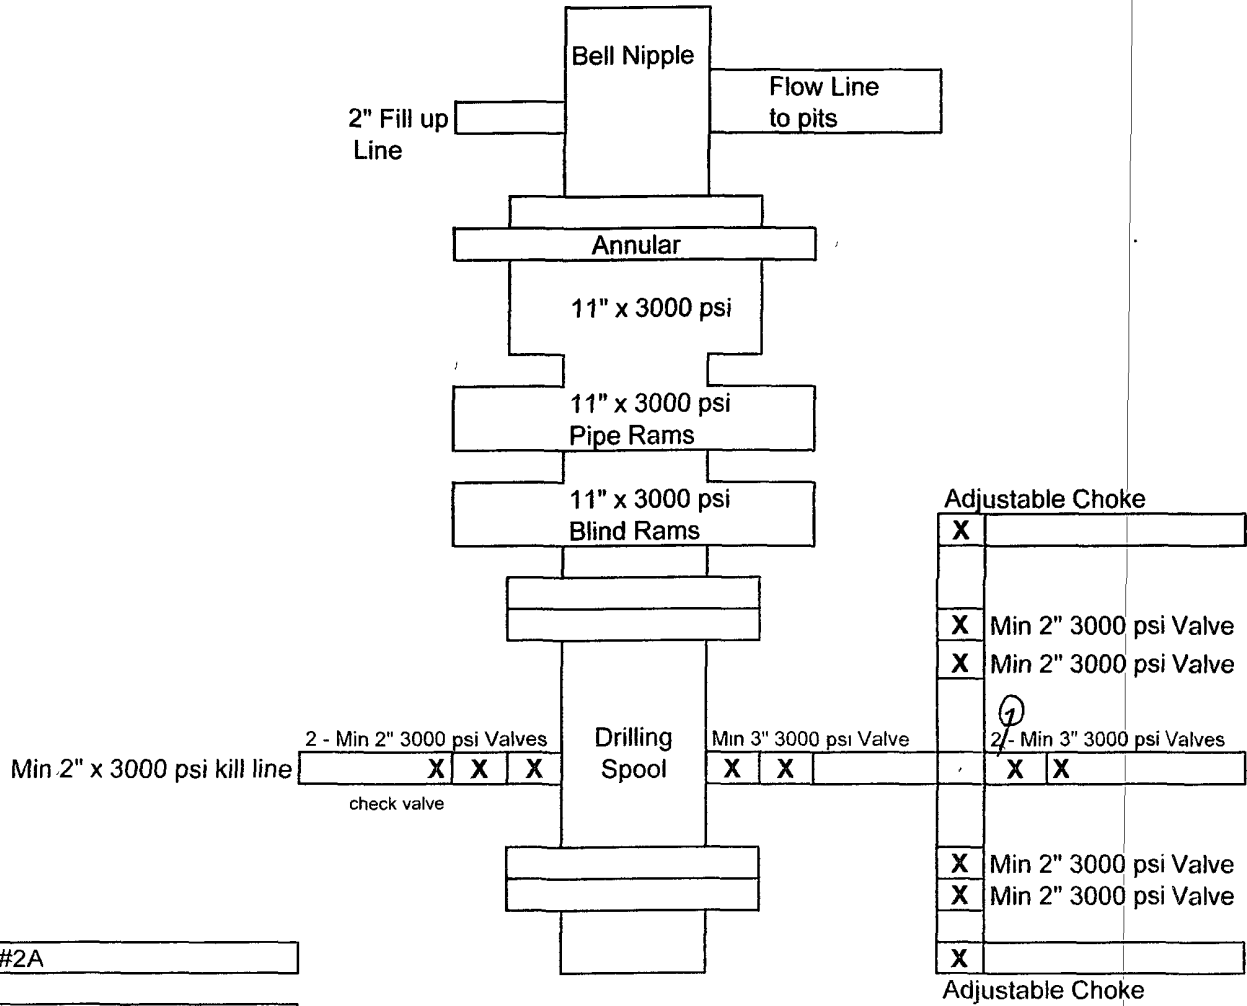 Bell Nipple
Flow Line
to pits
2" Fill up
Line
Annular
11" x 3000 psi
11" x 3000 psi
Pipe Rams
11" x 3000 psi
Blind Rams
Adjustable Choke
X
X Min 2" 3000 psi Valve
X Min 2" 3000 psi Valve
1
2 - Min 2" 3000 psi Valves
Drilling
Spool
Min 3" 3000 psi Valve
2 - Min 3" 3000 psi Valves
Min 2" x 3000 psi kill line
X X X
X X
X X
check valve
X Min 2" 3000 psi Valve
X Min 2" 3000 psi Valve
#2A
X
Adjustable Choke